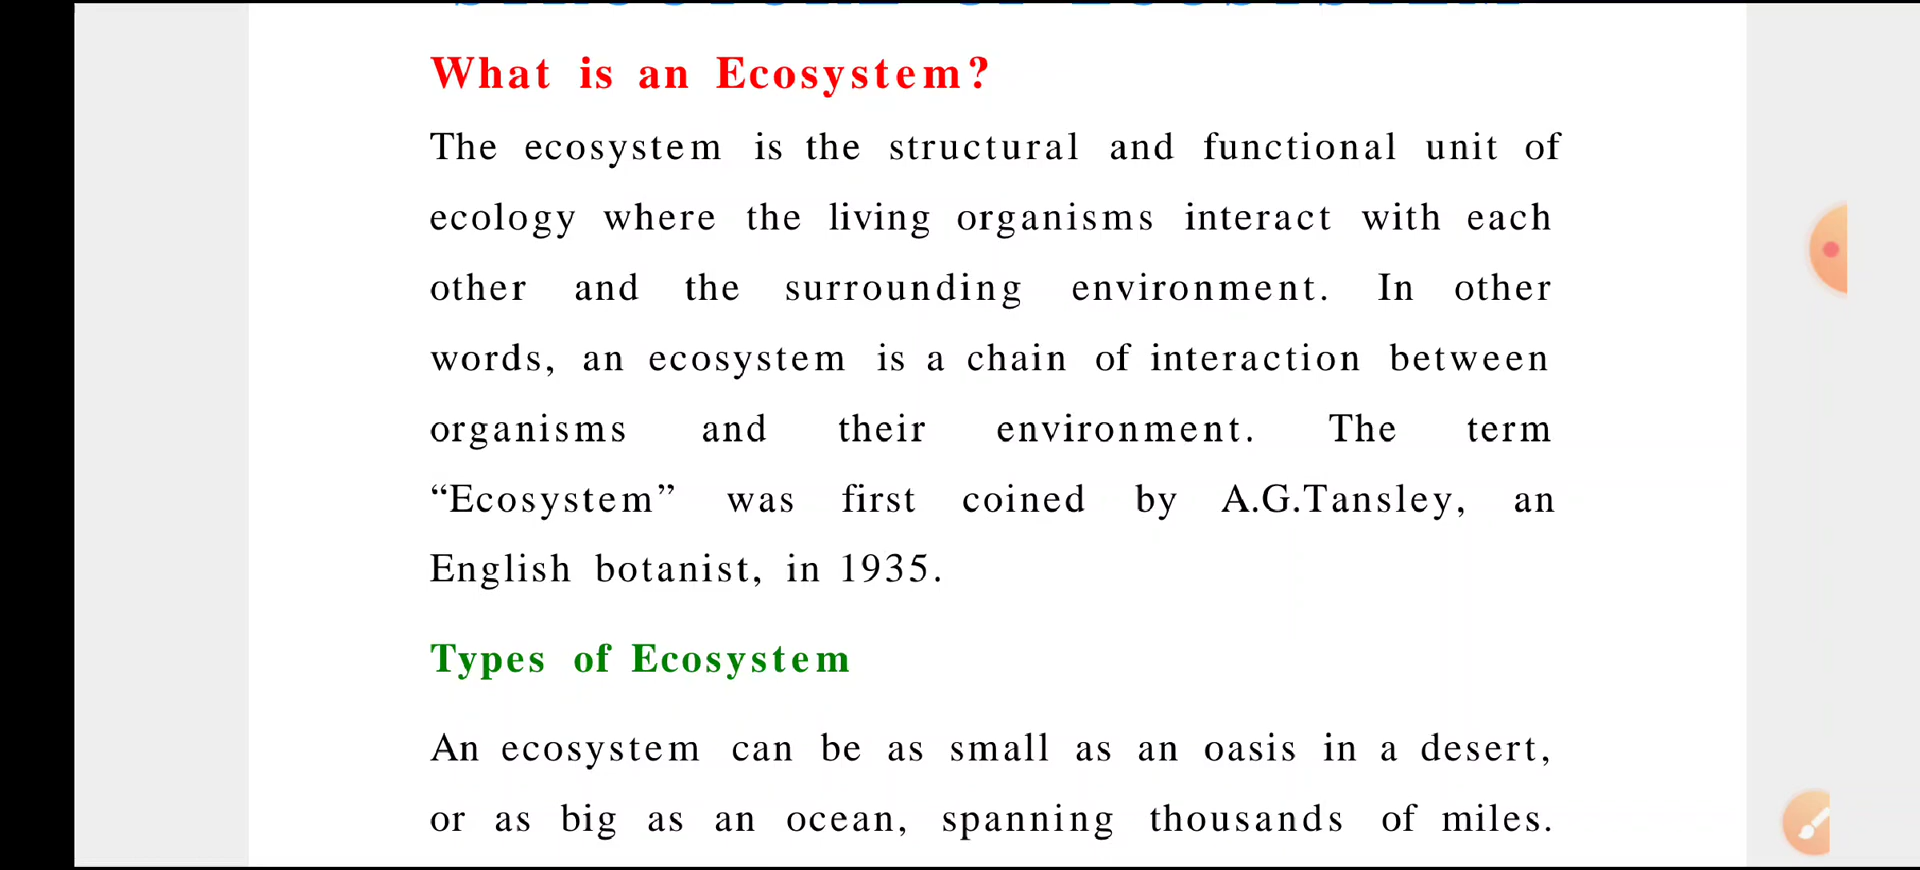 What is an Ecosystem?
The ecosystem is the structural and functional unit of
ecology where the living organisms interact with each
other and the surrounding environment. In other
words, an ecosystem is a chain of interaction between
organisms and their environment. The term
“Ecosystem” was first coined by A.G.Tansley, an
English botanist, in 1935.
Types of Ecosystem
An ecosystem can be as small as an oasis in a desert,
or as big as an ocean, spanning thousands of miles.